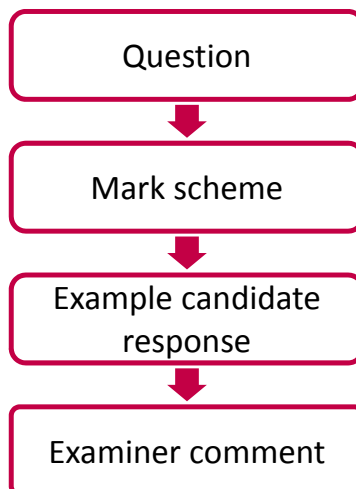 Question
Mark scheme
Example candidate
response
Examiner comment